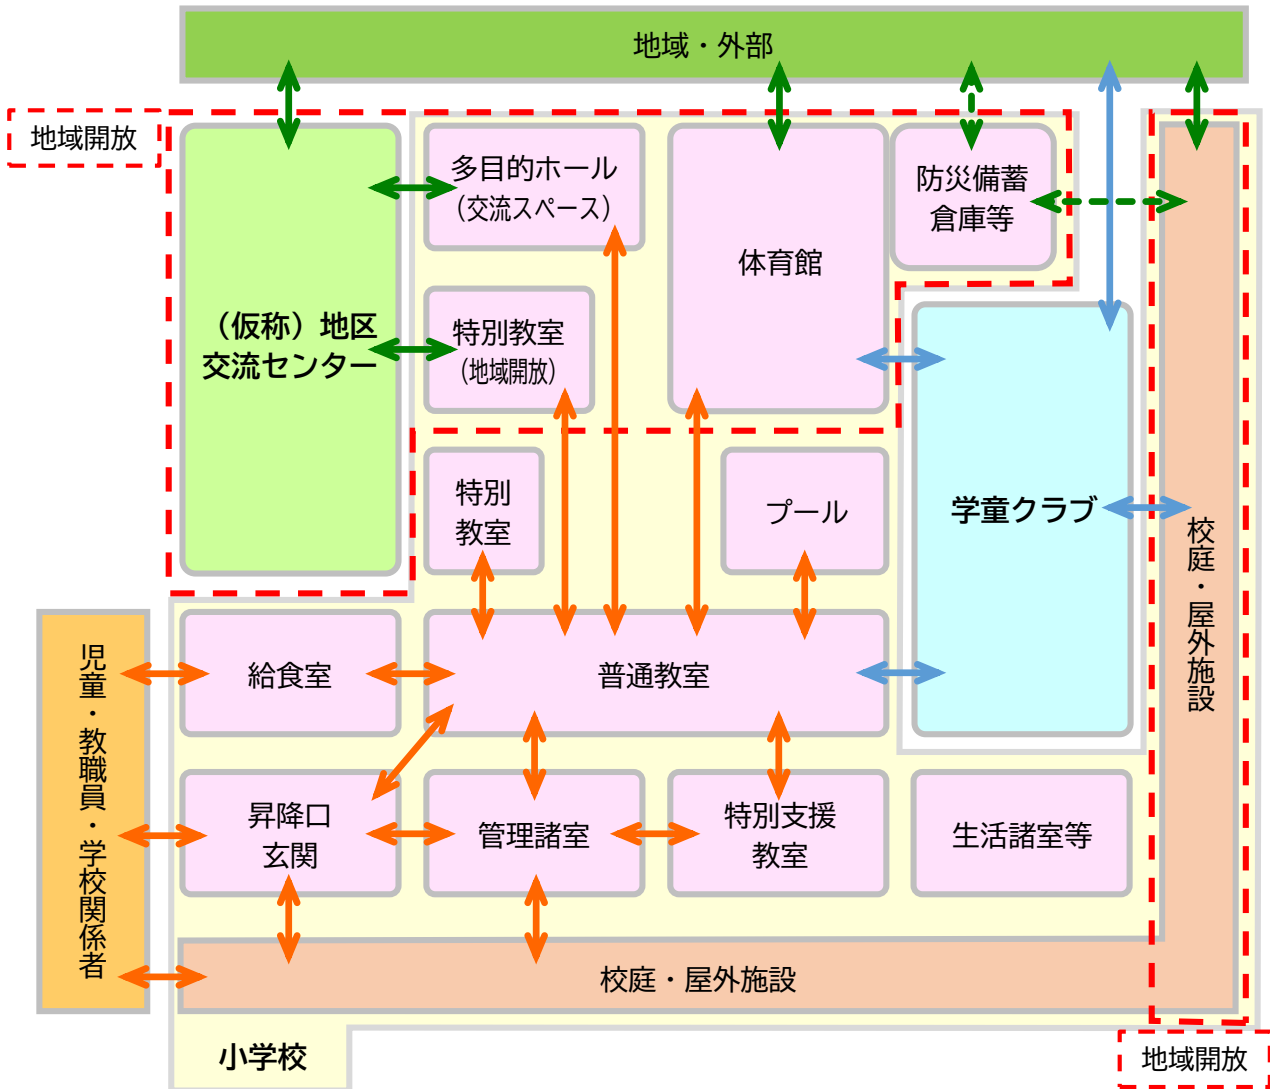 地域・外部
地域開放
多目的ホール
（交流スペース）
防災備蓄
倉庫等
体育館
（仮称）地区
交流センター
特別教室
（地域開放）
特別
教室
プール
学童クラブ
校庭・屋外施設
児童・教職員・学校関係者
給食室
普通教室
昇降口
玄関
管理諸室
特別支援
教室
生活諸室等
校庭・屋外施設
小学校
地域開放